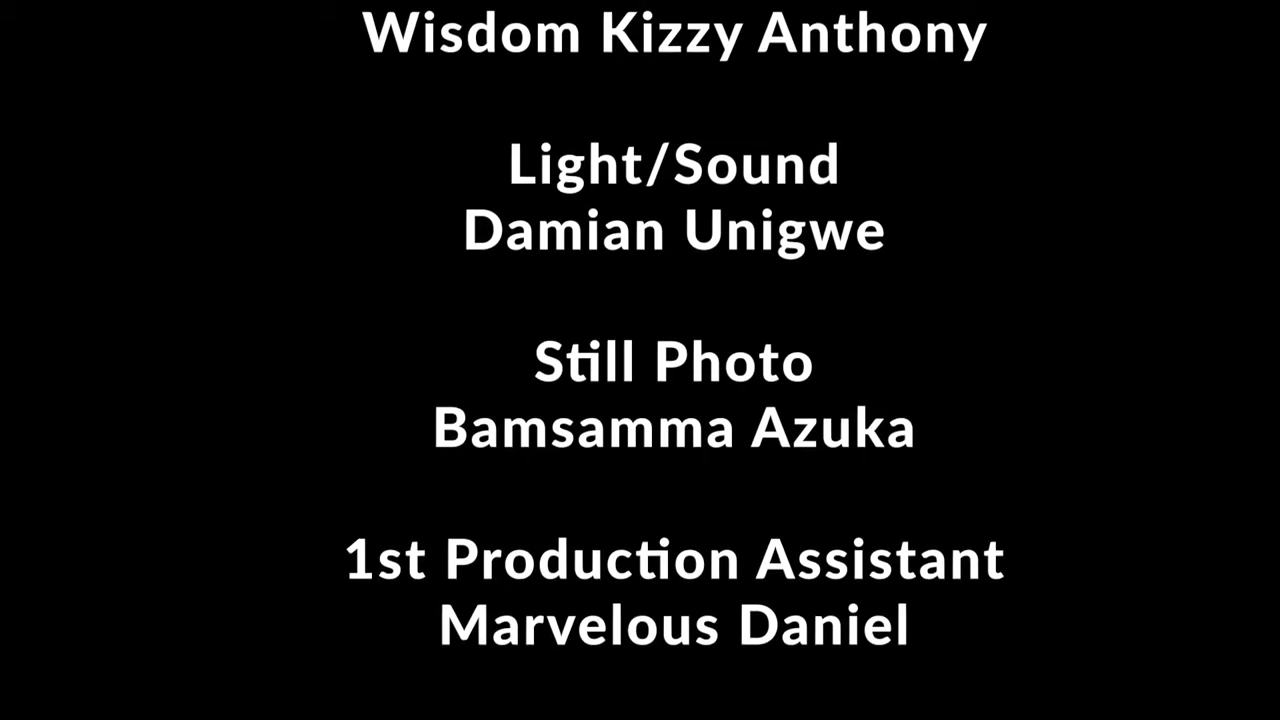 Wisdom Kizzy Anthony
Light/Sound
Damian Unigwe
Still Photo
Bamsamma Azuka
1st Production Assistant
Marvelous Daniel